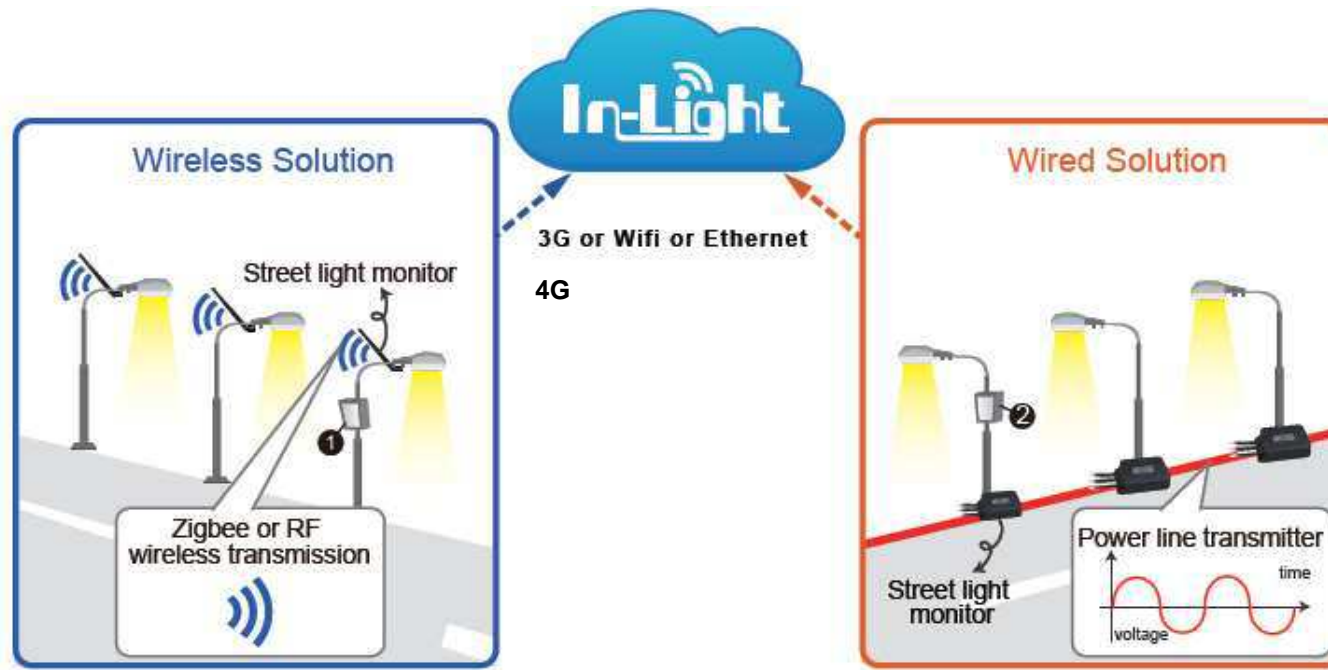 In-Light
Wireless Solution
Wired Solution
3G or Wifi or Ethernet
4G
Street light monitor
1
Zigbee or RF
wireless transmission
2
Street light
monitor
Power line transmitter
time
voltage